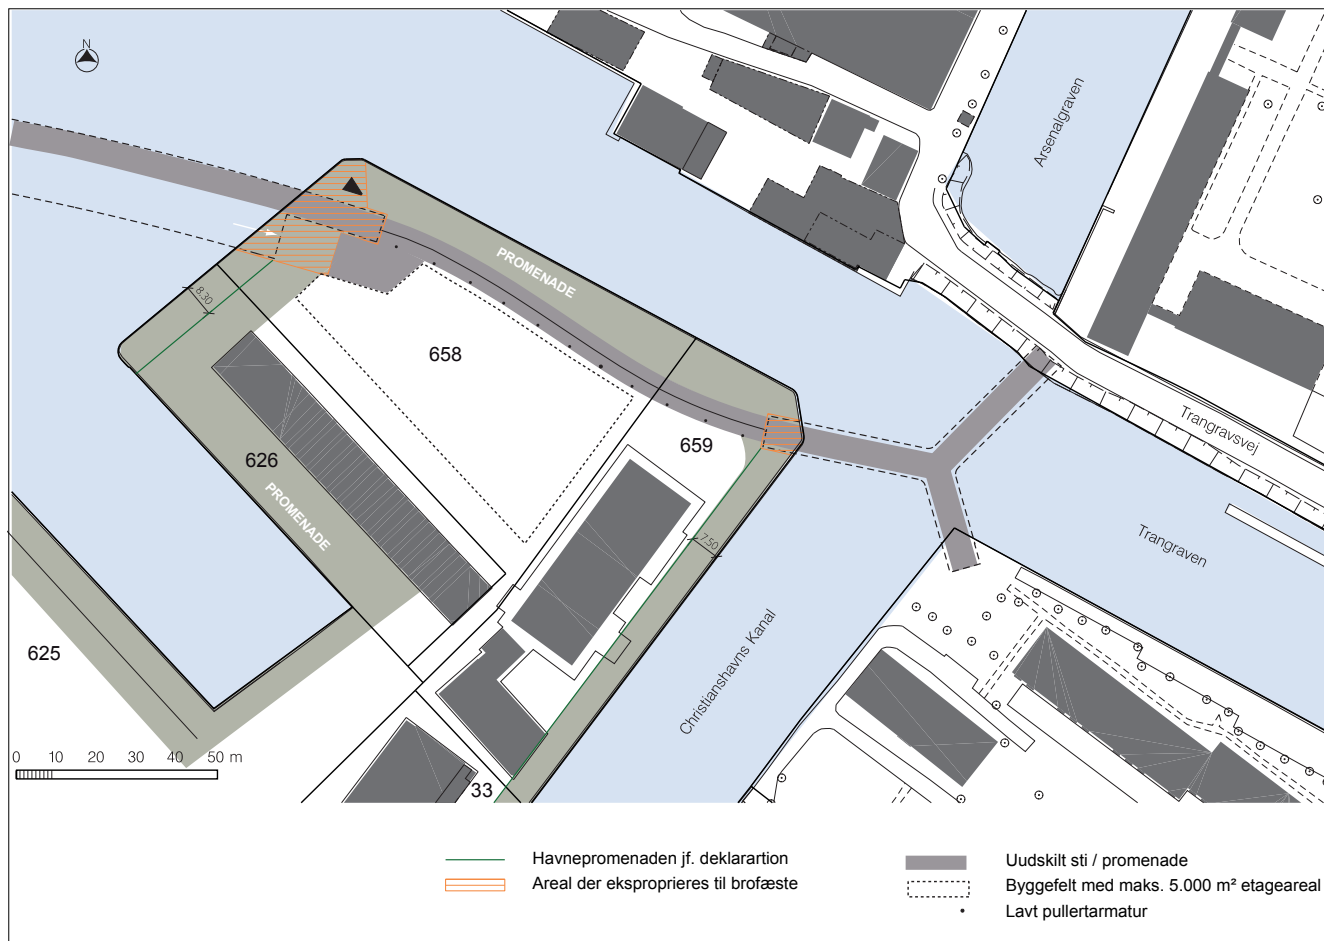 N
Arsenalgraven
PROMENADE
8.30
658
659
Trangravsvej
626
PROMENADE
7.50
Trangraven
Christianshavns Kanal
625
0 10 20 30 40 50 m
33
Havnepromenaden jf. deklarartion
Areal der eksproprieres til brofæste
Uudskilt sti / promenade
Byggefelt med maks. 5.000 m² etageareal
Lavt pullertarmatur